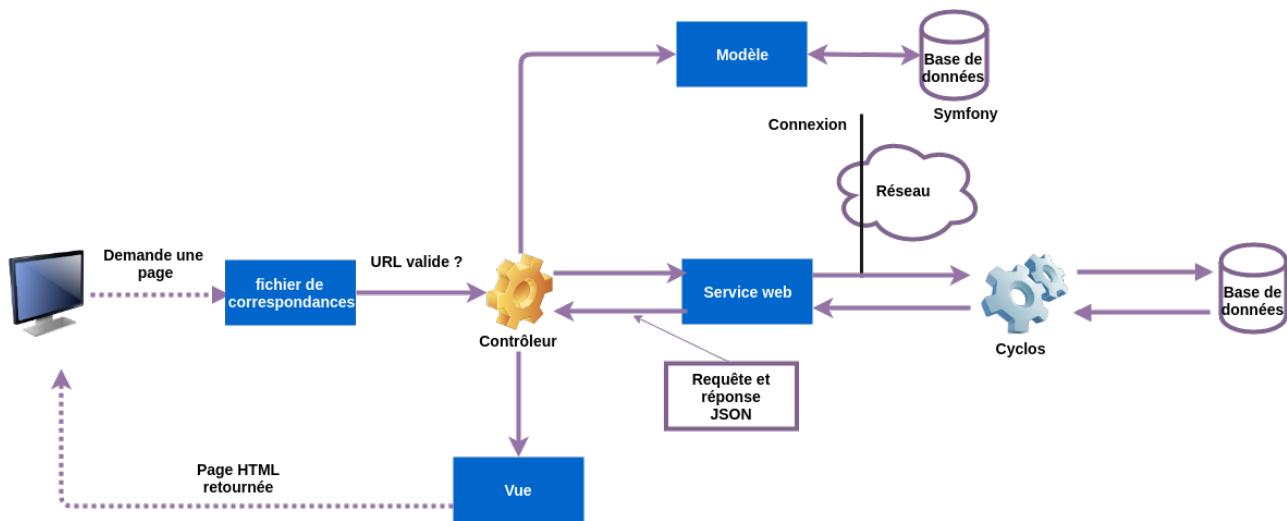 Modèle
Base de
données
Symfony
Connexion
Réseau
Demande une
page
fichier de
correspondances
URL valide ?
Contrôleur
Service web
Cyclos
Base de
données
Requête et
réponse
JSON
Page HTML
retournée
Vue